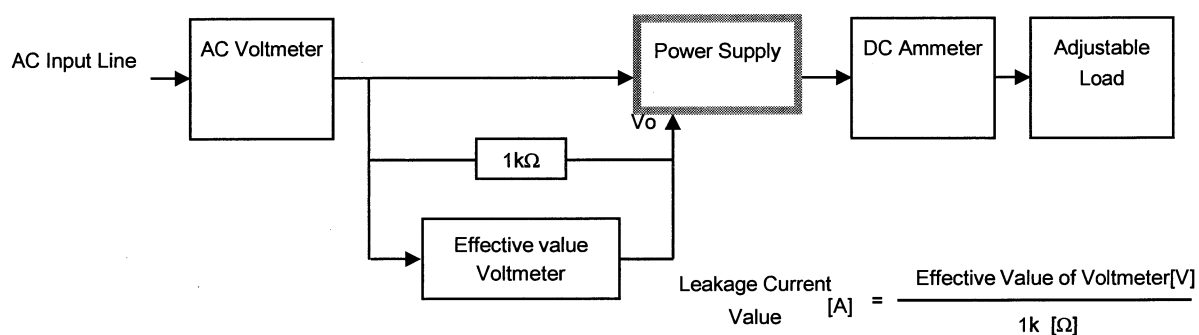 AC Input Line
AC Voltmeter
Power Supply
DC Ammeter
Adjustable
Load
Vo
1kΩ
Effective value
Voltmeter
Leakage Current
Value
[A] =
Effective Value of Voltmeter[V]
1k [Ω]